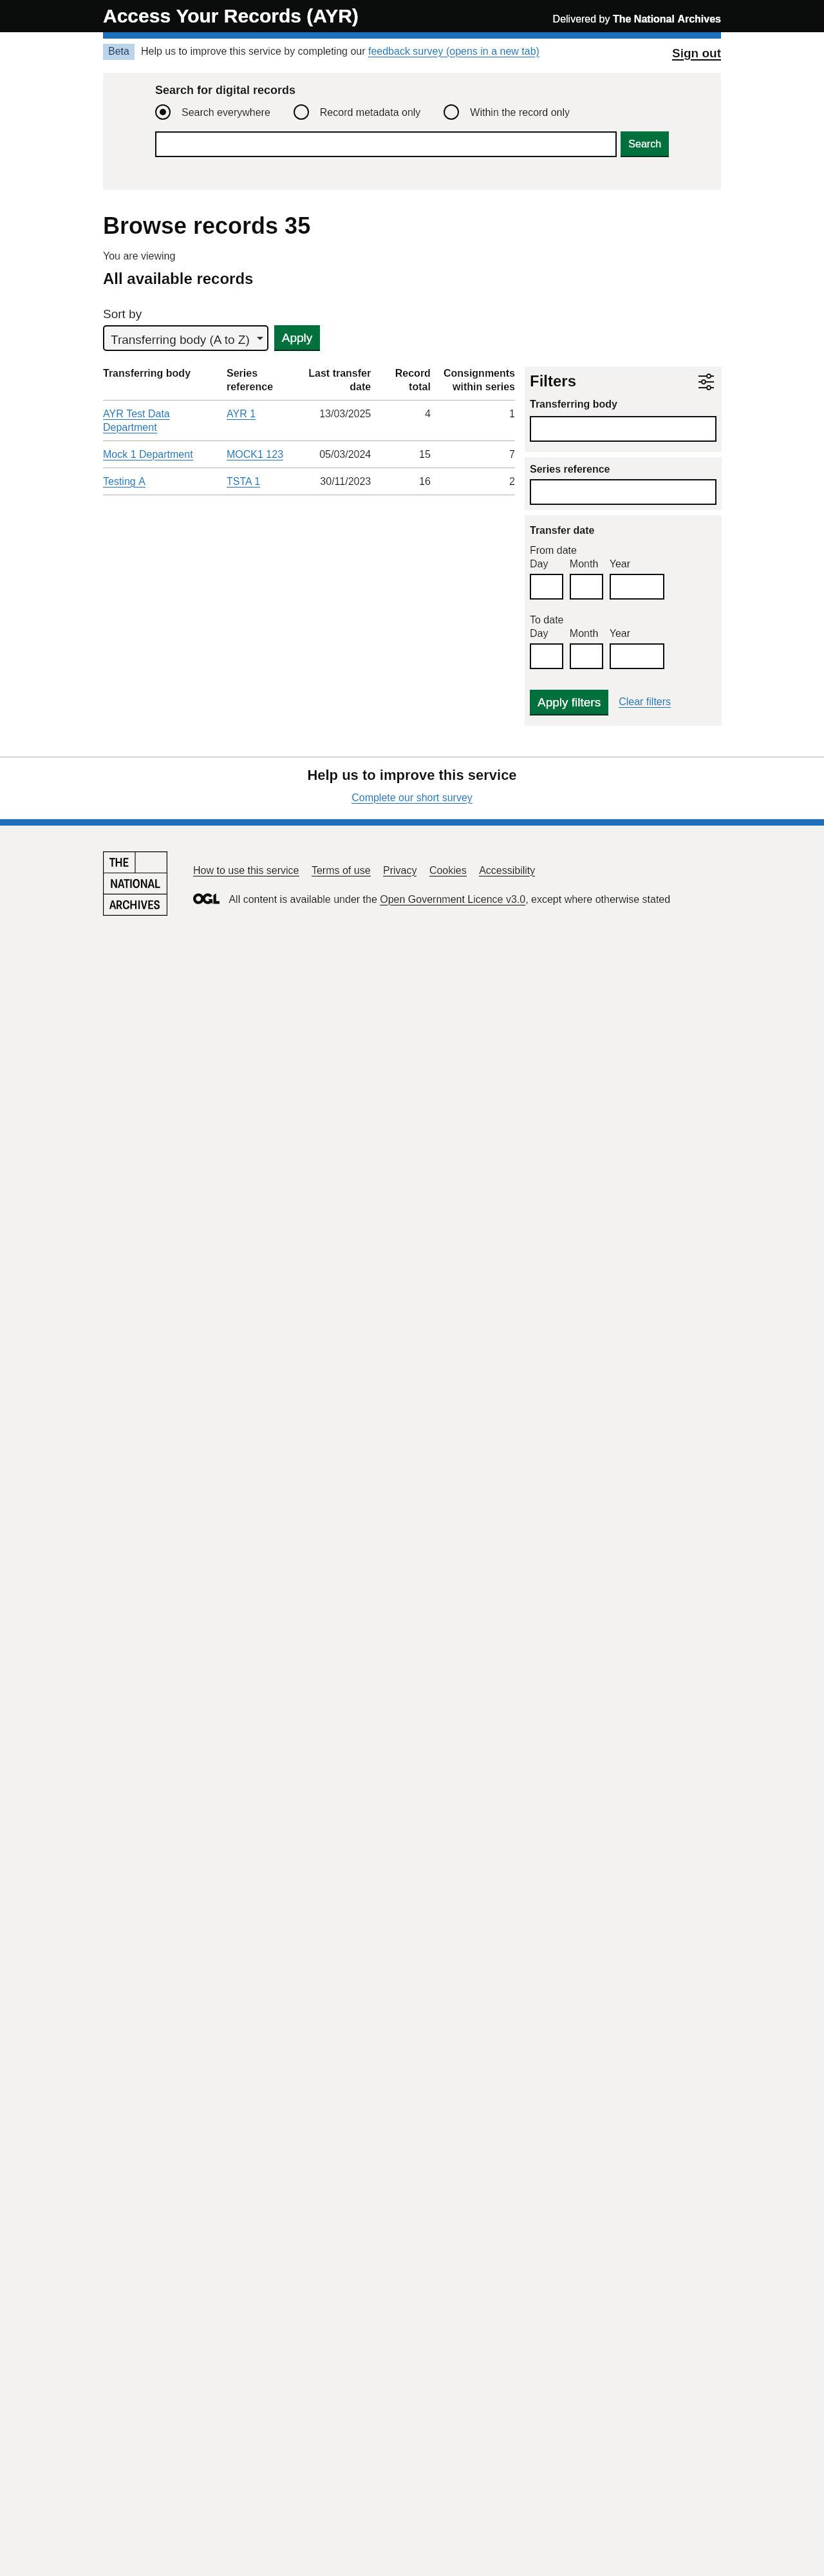 Access Your Records (AYR)
Delivered by The National Archives
Beta
Help us to improve this service by completing our feedback survey (opens in a new tab)
Sign out
Search for digital records
Search everywhere
Record metadata only
Within the record only
Search
Browse records 35
You are viewing
All available records
Sort by
Transferring body (A to Z)
Apply
Transferring body Series reference Last transfer date Record total Consignments within series
AYR Test Data Department AYR 1 13/03/2025 4 1
Mock 1 Department MOCK1 123 05/03/2024 15 7
Testing A TSTA 1 30/11/2023 16 2
Filters
Transferring body
Series reference
Transfer date
From date
Day Month Year
To date
Day Month Year
Apply filters
Clear filters
Help us to improve this service
Complete our short survey
THE
NATIONAL
ARCHIVES
How to use this service Terms of use Privacy Cookies Accessibility
OGL All content is available under the Open Government Licence v3.0, except where otherwise stated